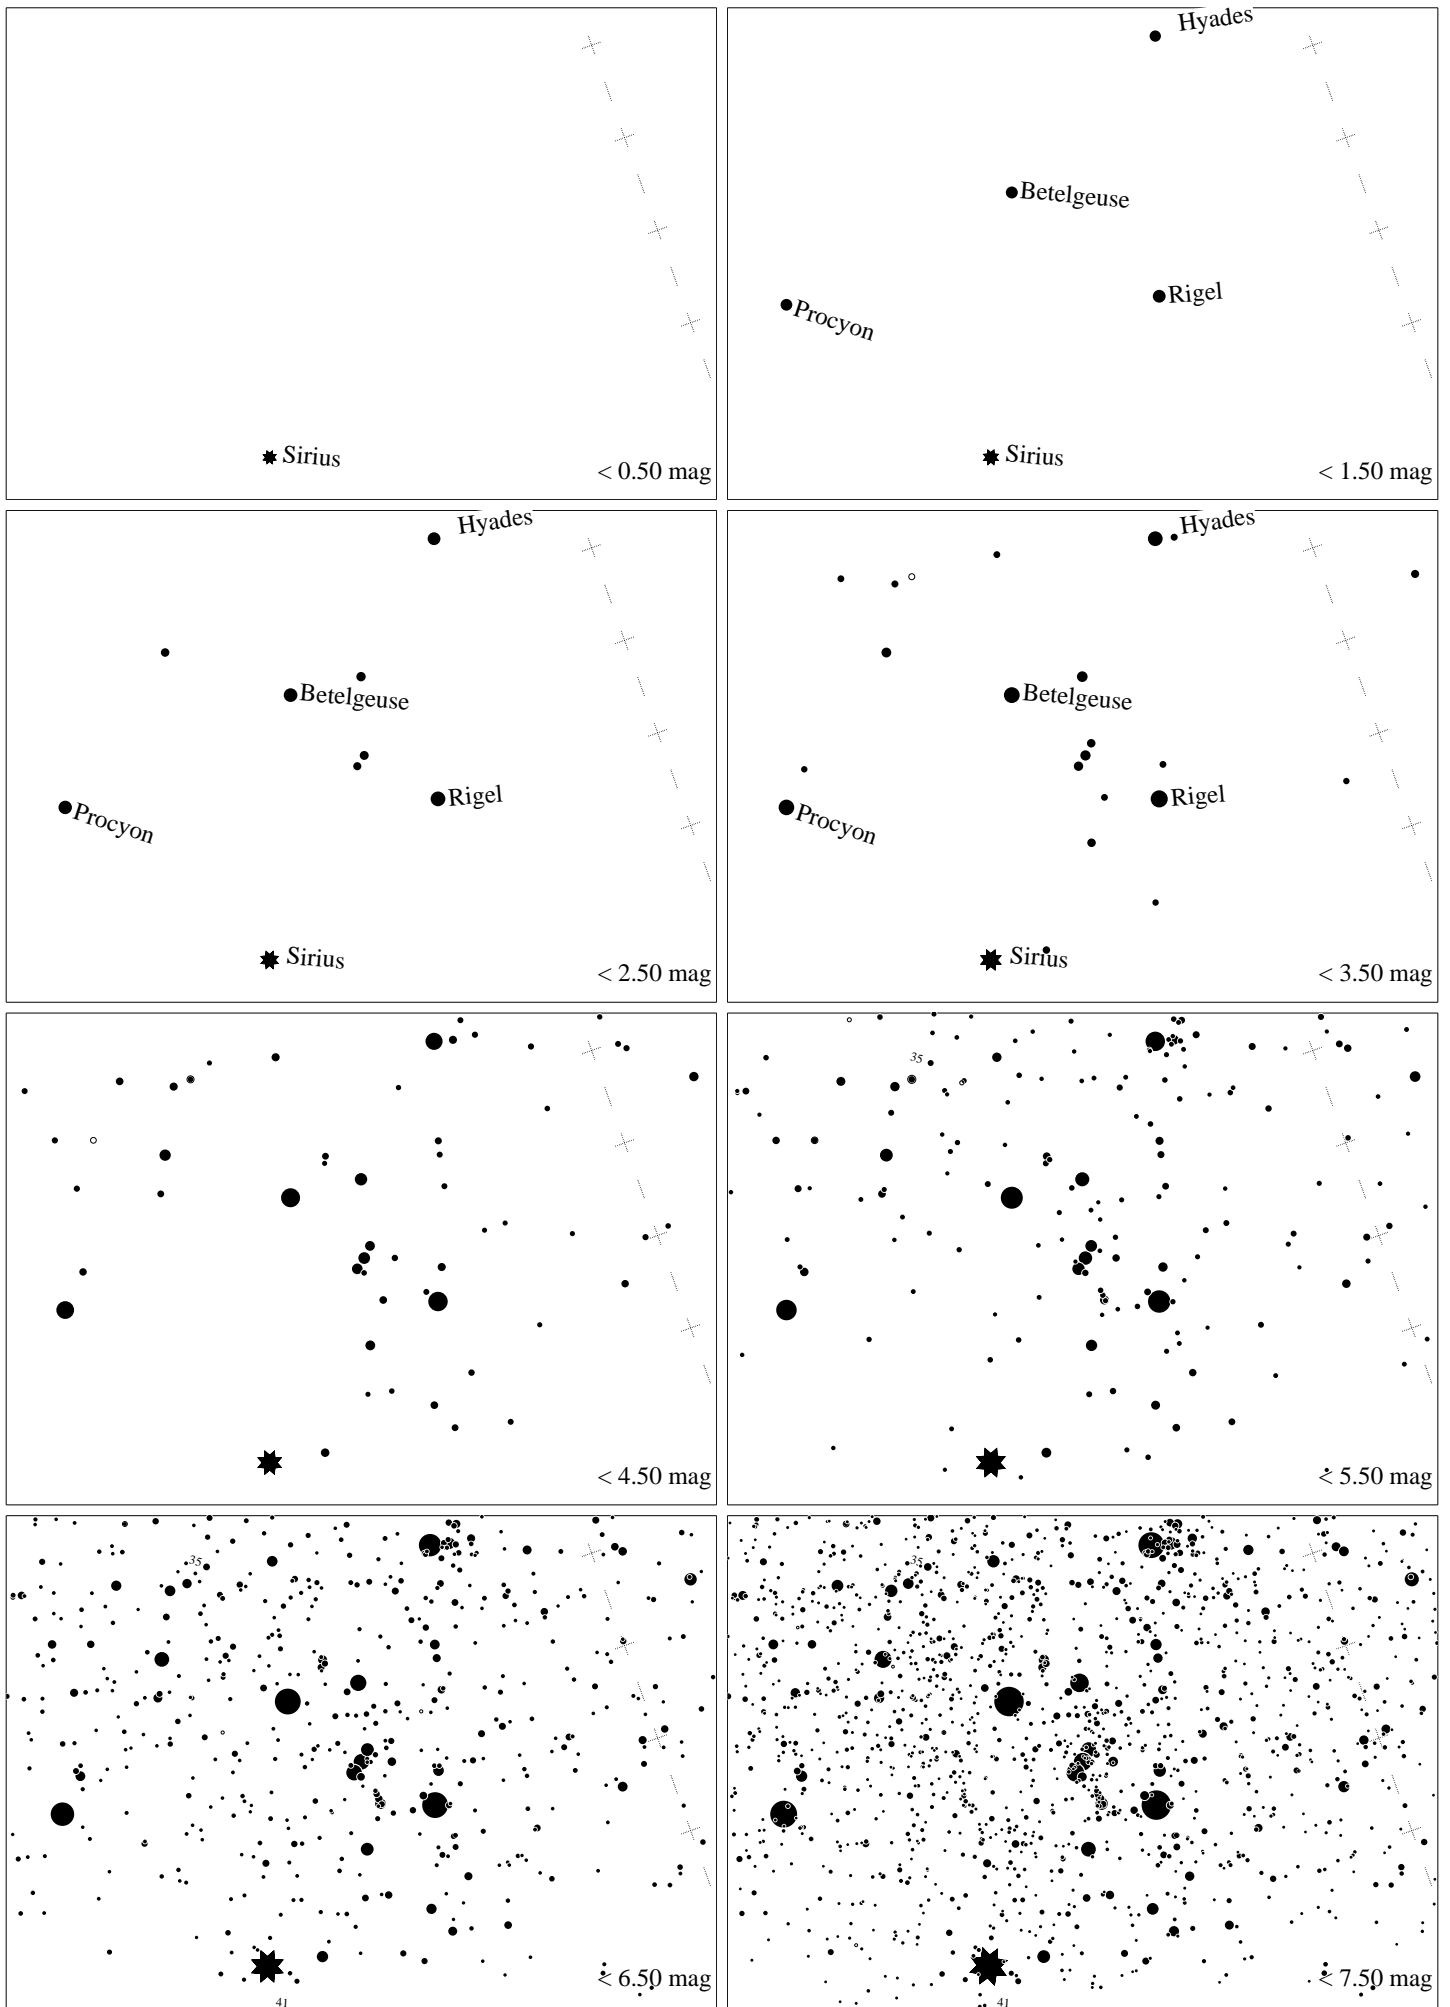 Sirius
< 0.50 mag
Hyades
Betelgeuse
Procyon
Rigel
Sirius
< 1.50 mag
Hyades
Betelgeuse
Procyon
Rigel
Sirius
< 2.50 mag
Hyades
Betelgeuse
Procyon
Rigel
Sirius
< 3.50 mag
< 4.50 mag
35
< 5.50 mag
35
< 6.50 mag
41
35
< 7.50 mag
41